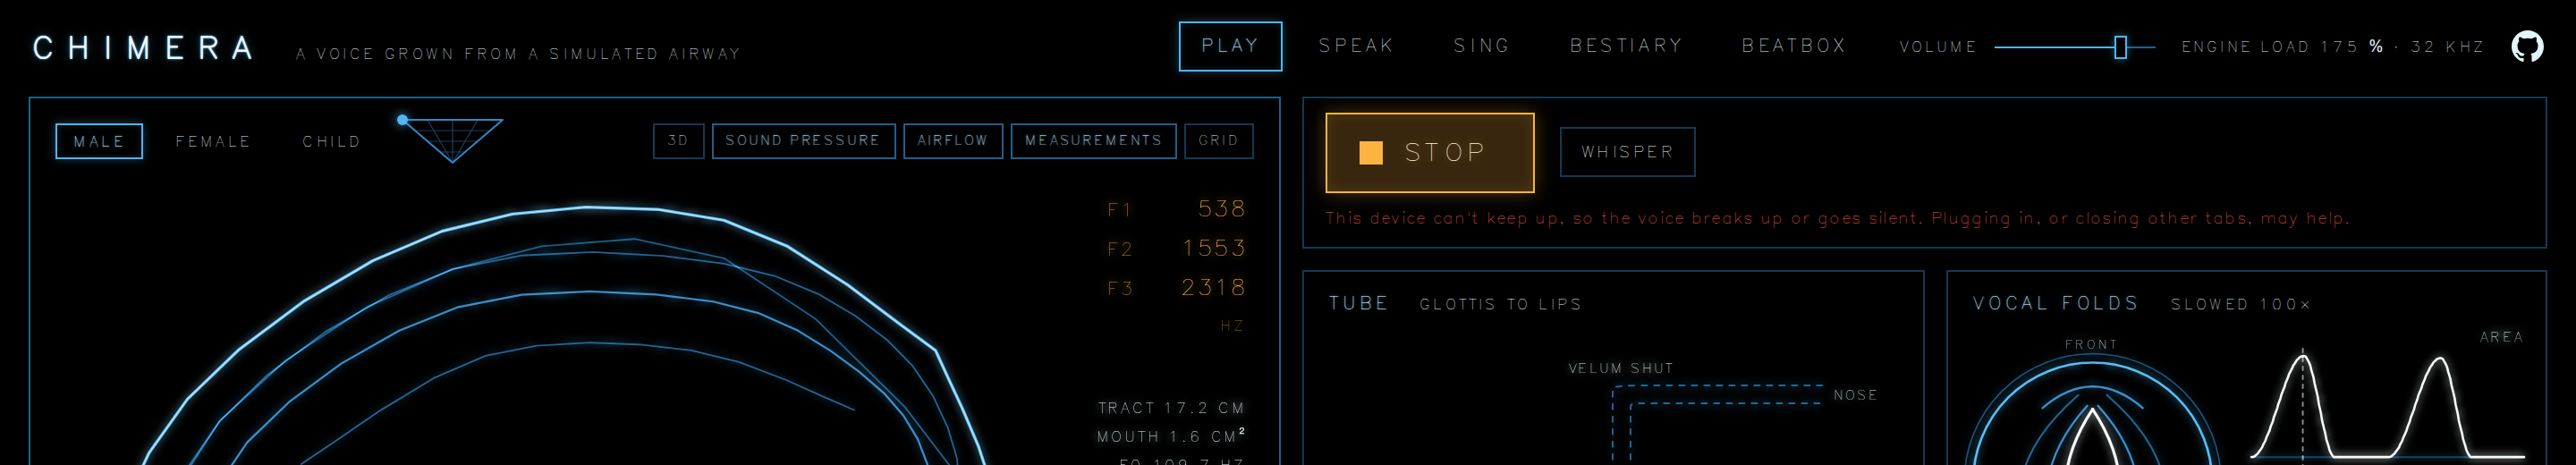 CHIMERA
A VOICE GROWN FROM A SIMULATED AIRWAY
PLAY
SPEAK
SING
BESTIARY
BEATBOX
VOLUME
ENGINE LOAD 175 % · 32 KHZ
MALE
FEMALE
CHILD
3D
SOUND PRESSURE
AIRFLOW
MEASUREMENTS
GRID
F1 538
F2 1553
F3 2318
HZ
TRACT 17.2 CM
MOUTH 1.6 CM²
STOP
WHISPER
This device can't keep up, so the voice breaks up or goes silent. Plugging in, or closing other tabs, may help.
TUBE GLOTTIS TO LIPS
VELUM SHUT
NOSE
VOCAL FOLDS SLOWED 100×
FRONT
AREA